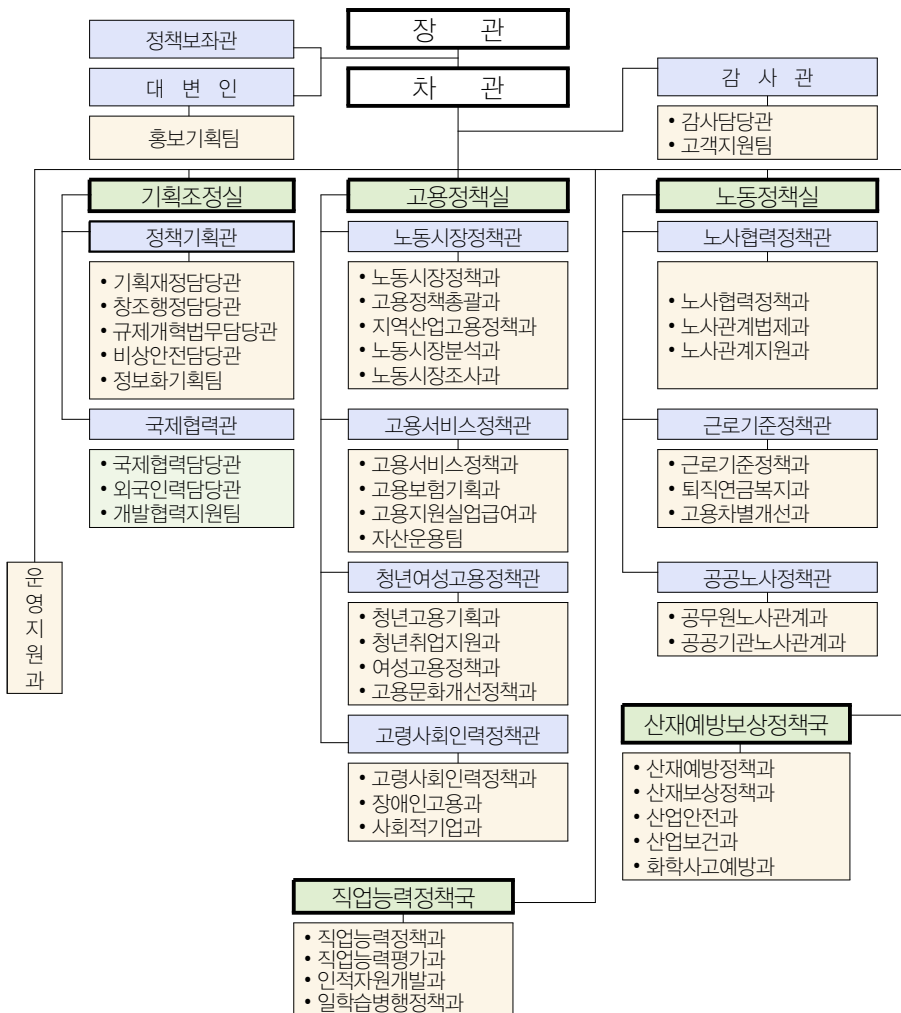 장 관
차 관
정책보좌관
대 변 인
홍보기획팀
감 사 관
• 감사담당관
• 고객지원팀
기획조정실
정책기획관
• 기획재정담당관
• 창조행정담당관
• 규제개혁법무담당관
• 비상안전담당관
• 정보화기획팀
국제협력관
• 국제협력담당관
• 외국인력담당관
• 개발협력지원팀
운
영
지
원
과
고용정책실
노동시장정책관
• 노동시장정책과
• 고용정책총괄과
• 지역산업고용정책과
• 노동시장분석과
• 노동시장조사과
고용서비스정책관
• 고용서비스정책과
• 고용보험기획과
• 고용지원실업급여과
• 자산운용팀
청년여성고용정책관
• 청년고용기획과
• 청년취업지원과
• 여성고용정책과
• 고용문화개선정책과
고령사회인력정책관
• 고령사회인력정책과
• 장애인고용과
• 사회적기업과
노동정책실
노사협력정책관
• 노사협력정책과
• 노사관계법제과
• 노사관계지원과
근로기준정책관
• 근로기준정책과
• 퇴직연금복지과
• 고용차별개선과
공공노사정책관
• 공무원노사관계과
• 공공기관노사관계과
산재예방보상정책국
• 산재예방정책과
• 산재보상정책과
• 산업안전과
• 산업보건과
• 화학사고예방과
직업능력정책국
• 직업능력정책과
• 직업능력평가과
• 인적자원개발과
• 일학습병행정책과